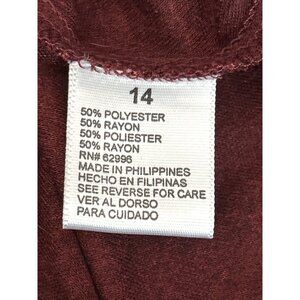 14
50% POLYESTER
50% RAYON
50% POLIESTER
50% RAYON
RN# 62996
MADE IN PHILIPPINES
HECHO EN FILIPINAS
SEE REVERSE FOR CARE
VER AL DORSO
PARA CUIDADO